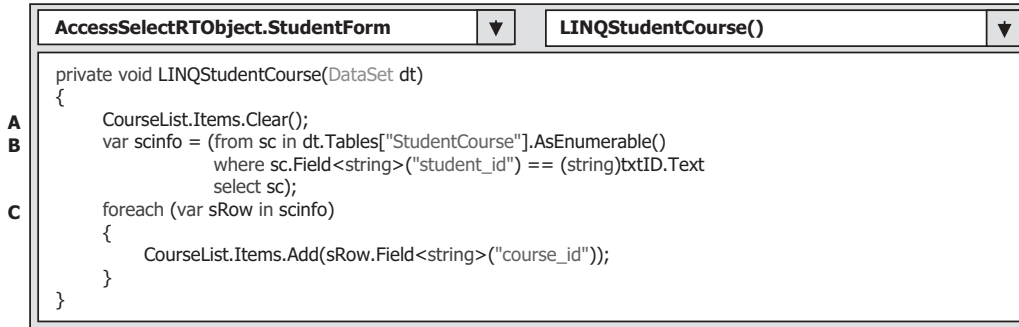 AccessSelectRTObject.StudentForm LINQStudentCourse()
private void LINQStudentCourse(DataSet dt)
{
A CourseList.Items.Clear();
B var scinfo = (from sc in dt.Tables["StudentCourse"].AsEnumerable()
where sc.Field<string>("student_id") == (string)txtID.Text
select sc);
C foreach (var sRow in scinfo)
{
CourseList.Items.Add(sRow.Field<string>("course_id"));
}
}